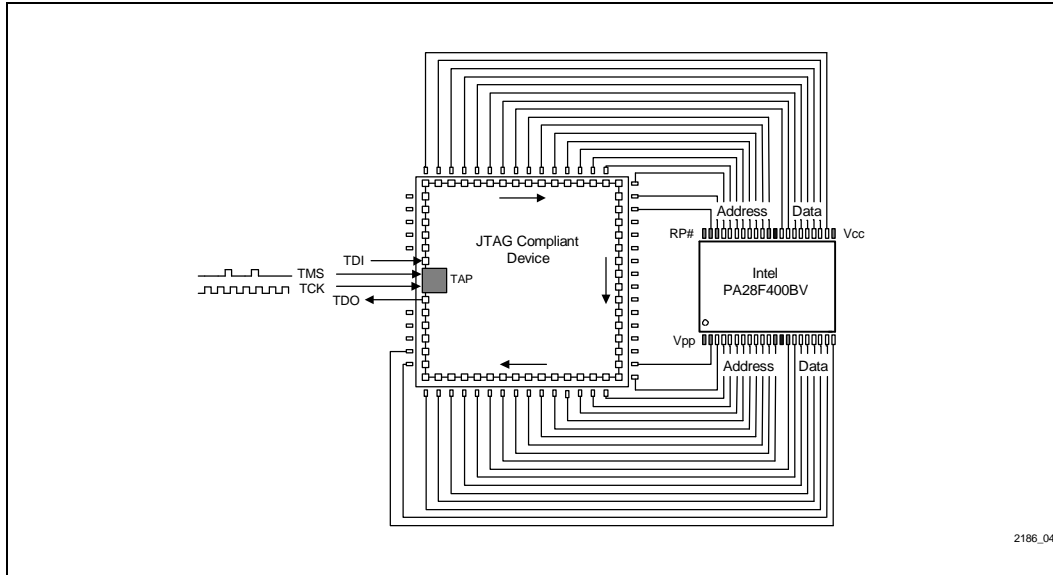 Address Data
RP# Vcc
JTAG Compliant
Device
Intel
PA28F400BV
TDI
TMS
TAP
TCK
TDO
Vpp
Address Data
2186_04